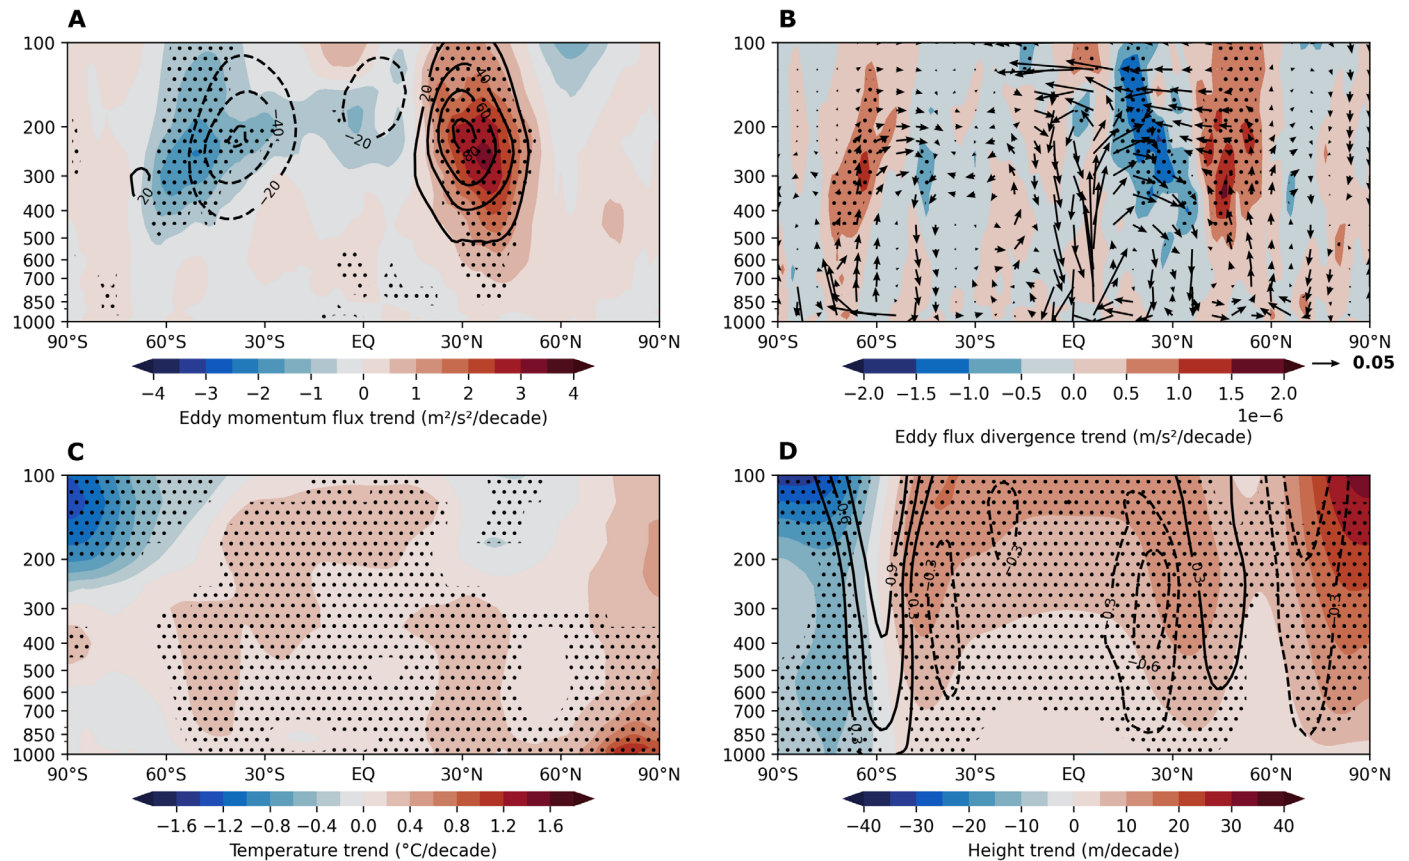 A
100
200
300
400
500
600
700
850
1000
90°S
60°S
30°S
EQ
30°N
60°N
90°N
20
−20
−40
−20
20
40
60
80
−4
−3
−2
−1
0
1
2
3
4
Eddy momentum flux trend (m²/s²/decade)
B
100
200
300
400
500
600
700
850
1000
90°S
60°S
30°S
EQ
30°N
60°N
90°N
−2.0
−1.5
−1.0
−0.5
0.0
0.5
1.0
1.5
2.0
0.05
1e−6
Eddy flux divergence trend (m/s²/decade)
C
100
200
300
400
500
600
700
850
1000
90°S
60°S
30°S
EQ
30°N
60°N
90°N
−1.6
−1.2
−0.8
−0.4
0.0
0.4
0.8
1.2
1.6
Temperature trend (°C/decade)
D
100
200
300
400
500
600
700
850
1000
90°S
60°S
30°S
EQ
30°N
60°N
90°N
0.6
0.9
0.3
0.3
−0.3
−0.3
−0.3
−0.6
0.3
−0.3
−40
−30
−20
−10
0
10
20
30
40
Height trend (m/decade)